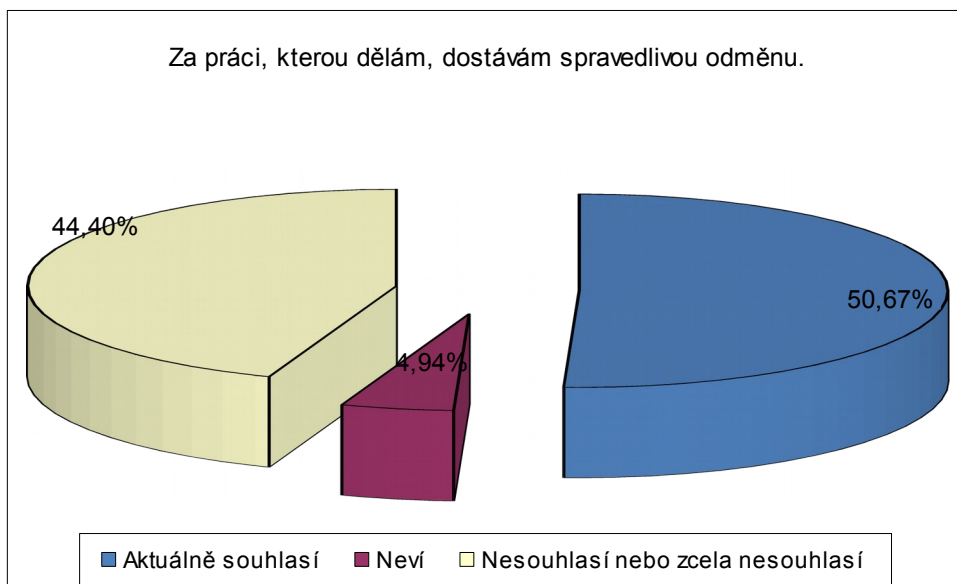 Za práci, kterou dělám, dostávám spravedlivou odměnu.
44,40%
50,67%
4,94%
Aktuálně souhlasí Neví Nesouhlasí nebo zcela nesouhlasí